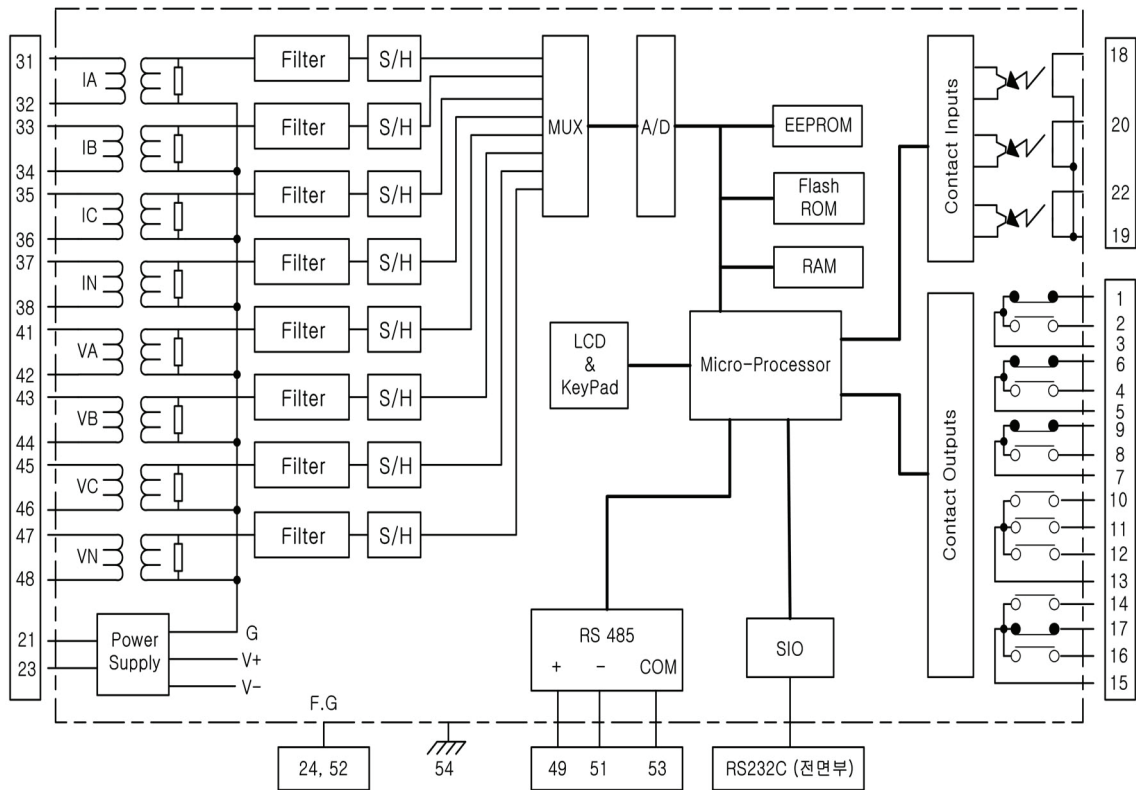 31
IA
32
33
IB
34
35
IC
36
37
IN
38
41
VA
42
43
VB
44
45
VC
46
47
VN
48
21
23
Power
Supply
G
V+
V-
Filter
S/H
Filter
S/H
Filter
S/H
Filter
S/H
Filter
S/H
Filter
S/H
Filter
S/H
Filter
S/H
MUX
A/D
EEPROM
Flash
ROM
RAM
LCD
&
KeyPad
Micro-Processor
Contact Inputs
18
20
22
19
Contact Outputs
1
2
3
6
4
5
9
8
7
10
11
12
13
14
17
16
15
RS 485
+ - COM
SIO
F.G
24, 52
54
49 51 53
RS232C (전면부)